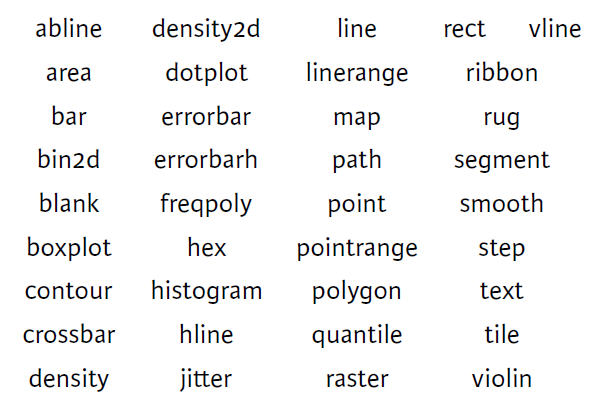 abline density2d line rect vline
area dotplot linerange ribbon
bar errorbar map rug
bin2d errorbarh path segment
blank freqpoly point smooth
boxplot hex pointrange step
contour histogram polygon text
crossbar hline quantile tile
density jitter raster violin